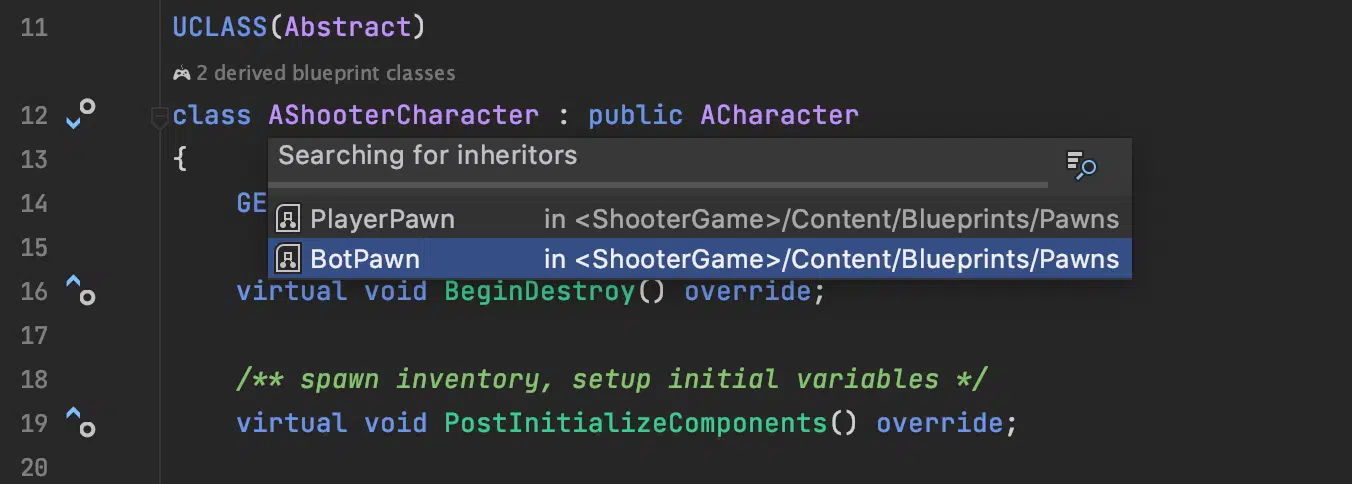 11 UCLASS(Abstract)
2 derived blueprint classes
12 class AShooterCharacter : public ACharacter
Searching for inheritors
13 {
14 GE
PlayerPawn in <ShooterGame>/Content/Blueprints/Pawns
15
BotPawn in <ShooterGame>/Content/Blueprints/Pawns
16 virtual void BeginDestroy() override;
17
18 /** spawn inventory, setup initial variables */
19 virtual void PostInitializeComponents() override;
20